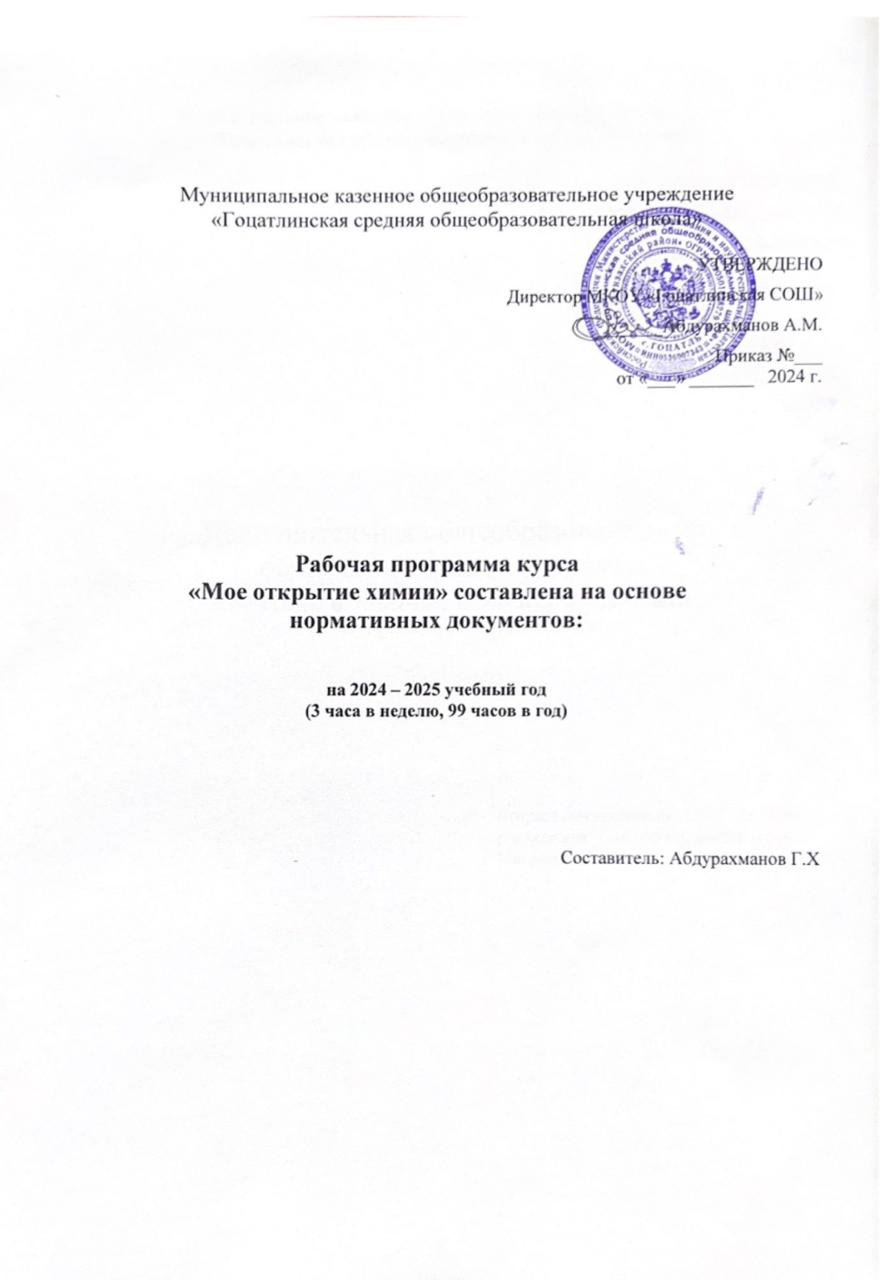 Муниципальное казенное общеобразовательное учреждение
«Гоцатлинская средняя общеобразовательная школа»
УТВЕРЖДЕНО
Директор МКОУ «Гоцатлинская СОШ»
Абдурахманов А.М.
Приказ №___
от «___» _______ 2024 г.
Рабочая программа курса
«Мое открытие химии» составлена на основе
нормативных документов:
на 2024 – 2025 учебный год
(3 часа в неделю, 99 часов в год)
Составитель: Абдурахманов Г.Х